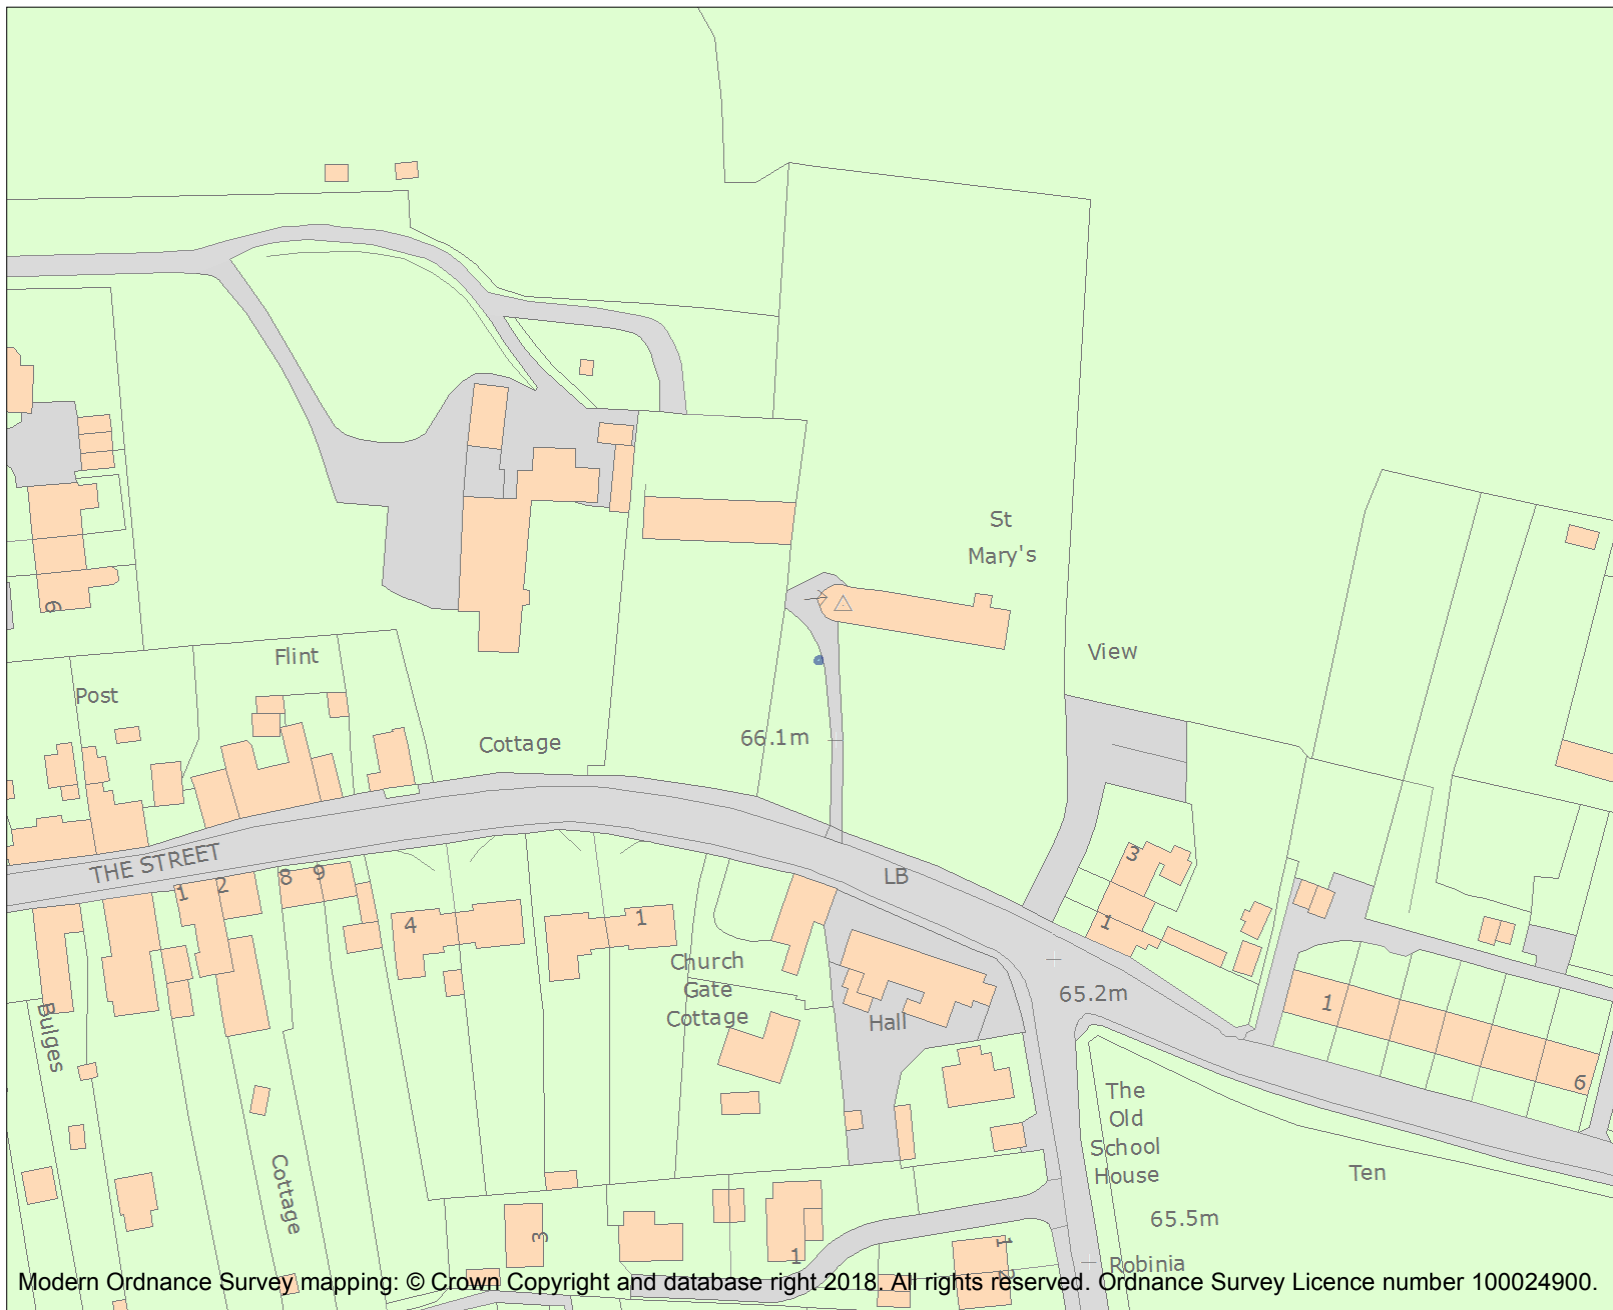 St
Mary's
6
Flint
View
Post
Cottage
66.1m
THE STREET
3
LB
1
2
8
9
4
1
1
Church
Gate
Cottage
65.2m
1
Hall
Bulges
6
The
Old
School
House
Ten
Cottage
65.5m
3
1
1
2
Robinia
Modern Ordnance Survey mapping: © Crown Copyright and database right 2018. All rights reserved. Ordnance Survey Licence number 100024900.